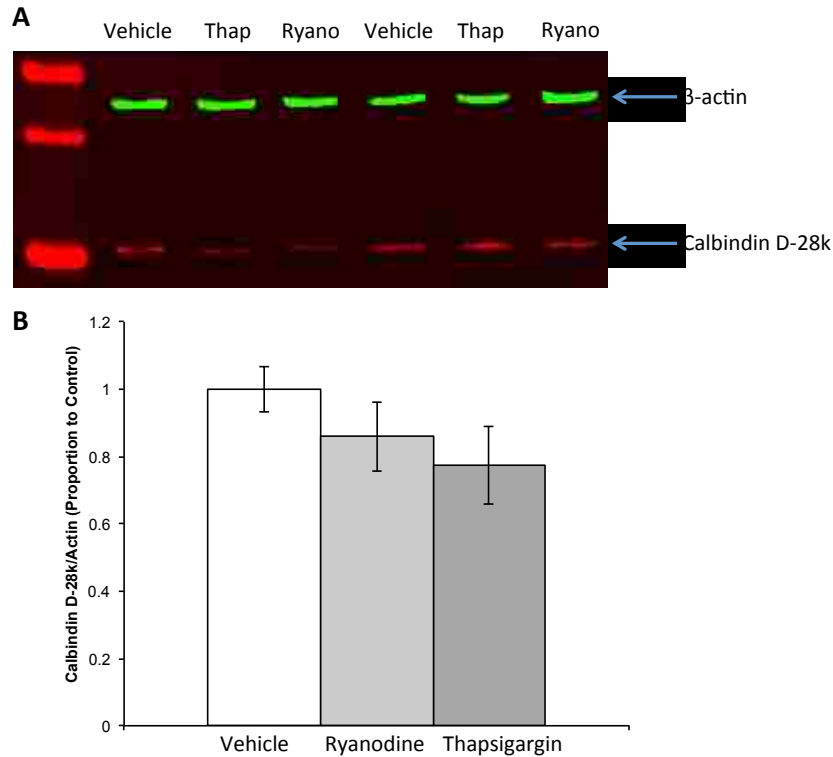 A
Vehicle Thap Ryano Vehicle Thap Ryano
β-actin
Calbindin D-28k
B
Calbindin D-28k/Actin (Proportion to Control)
1.2
1
0.8
0.6
0.4
0.2
0
Vehicle Ryanodine Thapsigargin